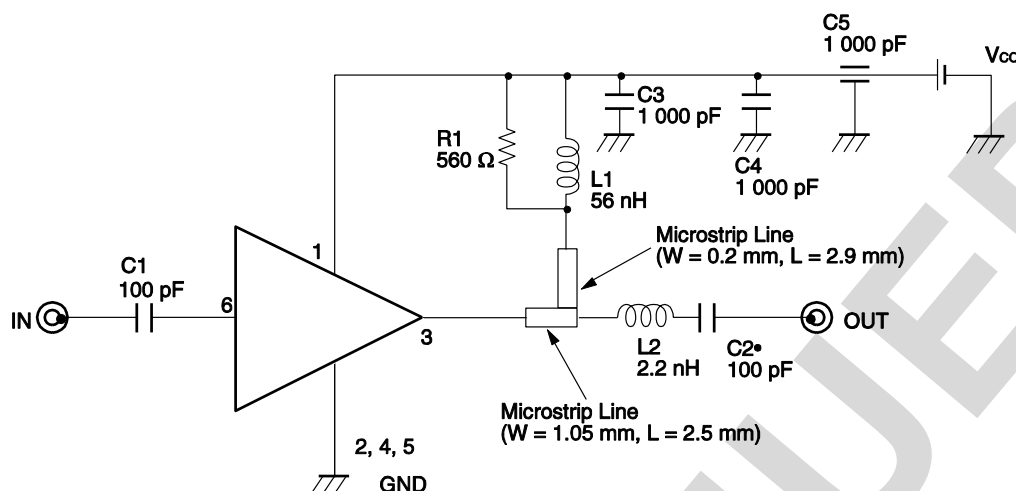 C5
1 000 pF
VCC
C3
1 000 pF
R1
560 Ω
L1
56 nH
C4
1 000 pF
Microstrip Line
(W = 0.2 mm, L = 2.9 mm)
C1
100 pF
1
6
3
IN
OUT
L2
2.2 nH
C2
100 pF
Microstrip Line
(W = 1.05 mm, L = 2.5 mm)
2, 4, 5
GND